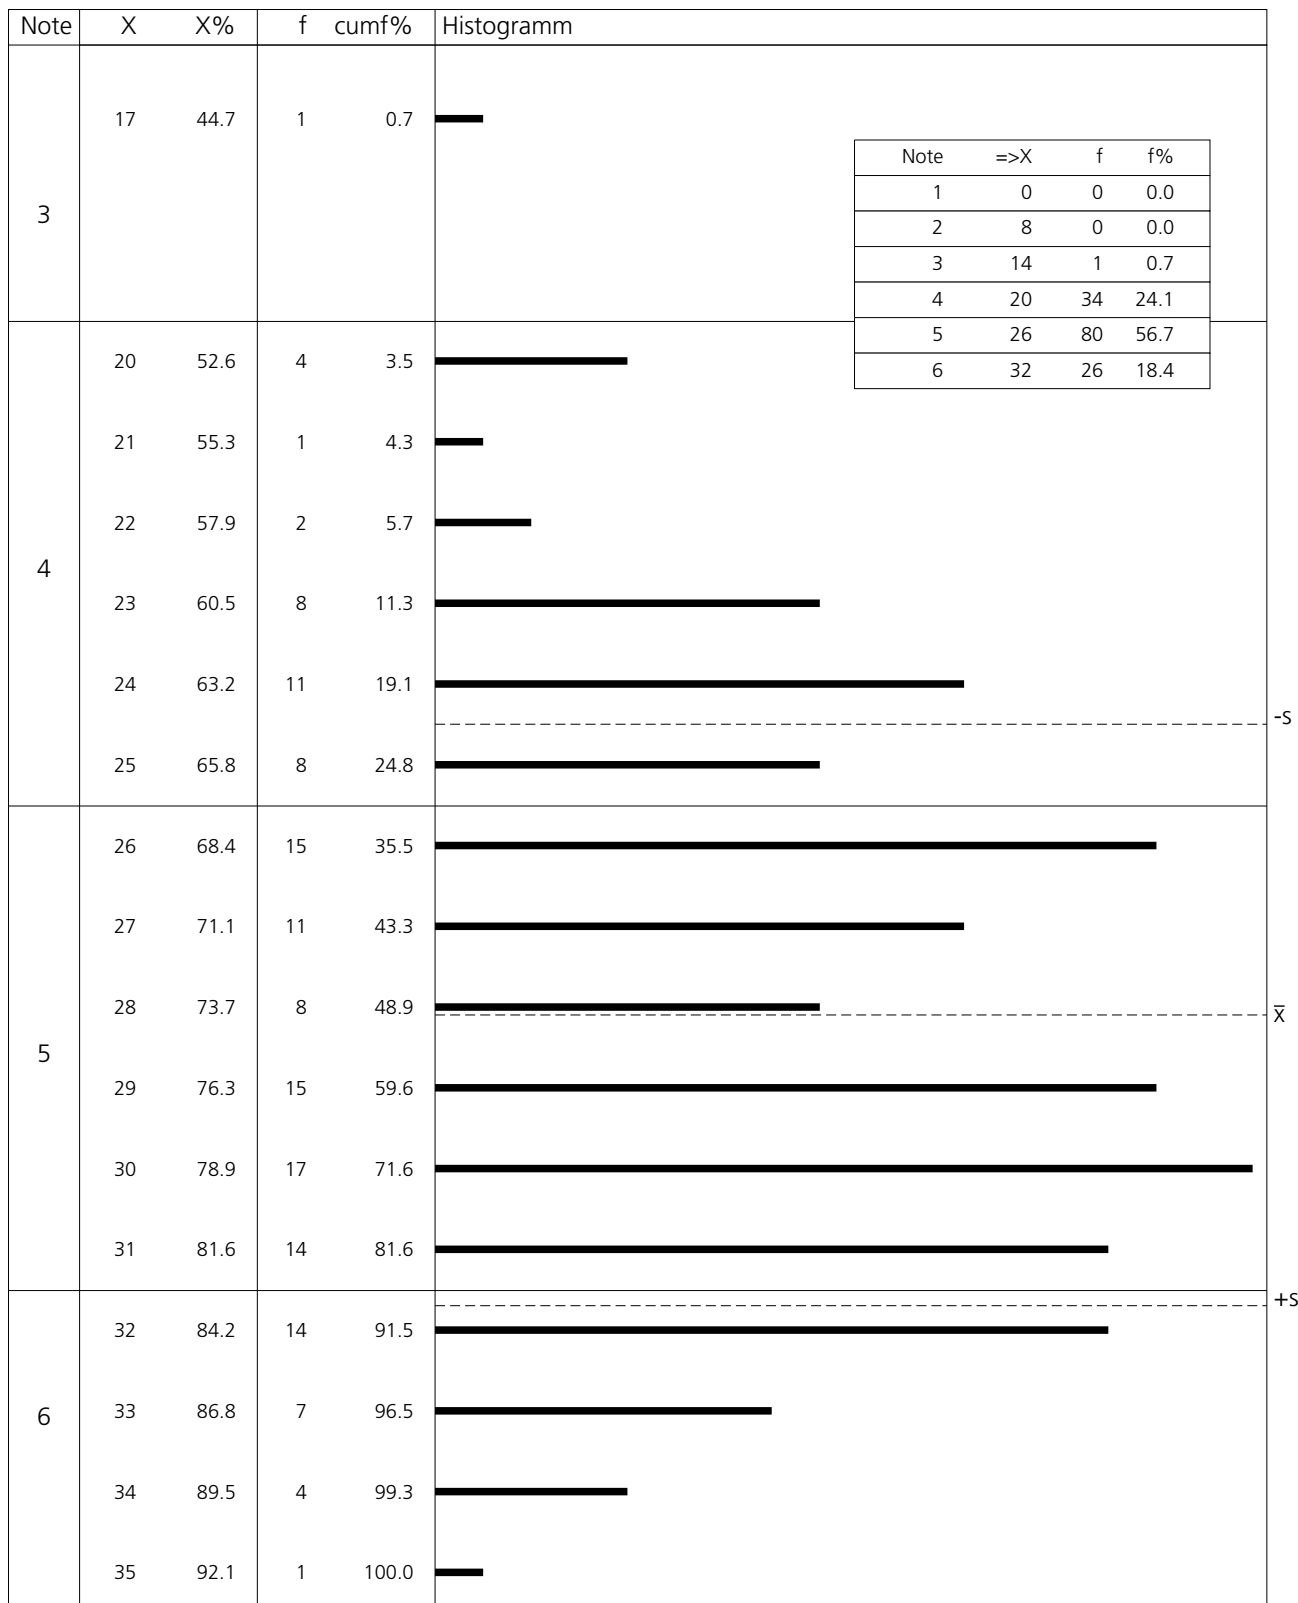 Note X X% f cumf% Histogramm
17 44.7 1 0.7
Note =>X f f%
1 0 0 0.0
2 8 0 0.0
3
3 14 1 0.7
4 20 34 24.1
5 26 80 56.7
6 32 26 18.4
20 52.6 4 3.5
21 55.3 1 4.3
22 57.9 2 5.7
4
23 60.5 8 11.3
24 63.2 11 19.1
-s
25 65.8 8 24.8
26 68.4 15 35.5
27 71.1 11 43.3
28 73.7 8 48.9
x̅
5
29 76.3 15 59.6
30 78.9 17 71.6
31 81.6 14 81.6
+s
32 84.2 14 91.5
6
33 86.8 7 96.5
34 89.5 4 99.3
35 92.1 1 100.0